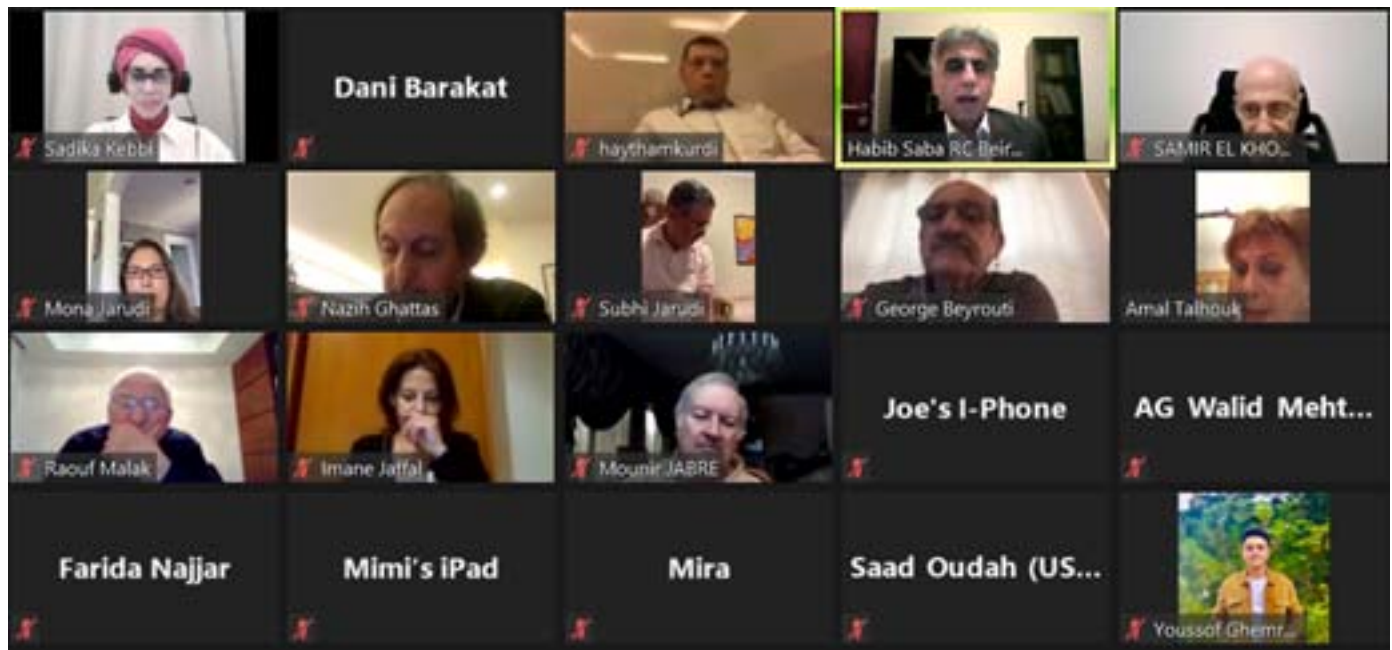 Sadika Kebbi
Dani Barakat
haythamkurdi
Habib Saba RC Beir...
SAMIR EL KHO...
Mona Jarudi
Nazih Ghattas
Subhi Jarudi
George Beyrouti
Amal Talhouk
Raouf Malak
Imane Jaffal
Mounir JABRE
Joe's I-Phone
AG Walid Meht...
Farida Najjar
Mimi's iPad
Mira
Saad Oudah (US...
Youssof Ghemr...